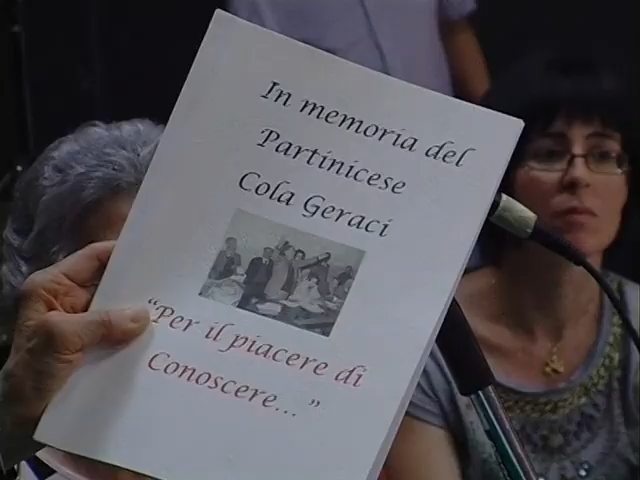 In memoria del
Partinicese
Cola Geraci
"Per il piacere di
Conoscere..."